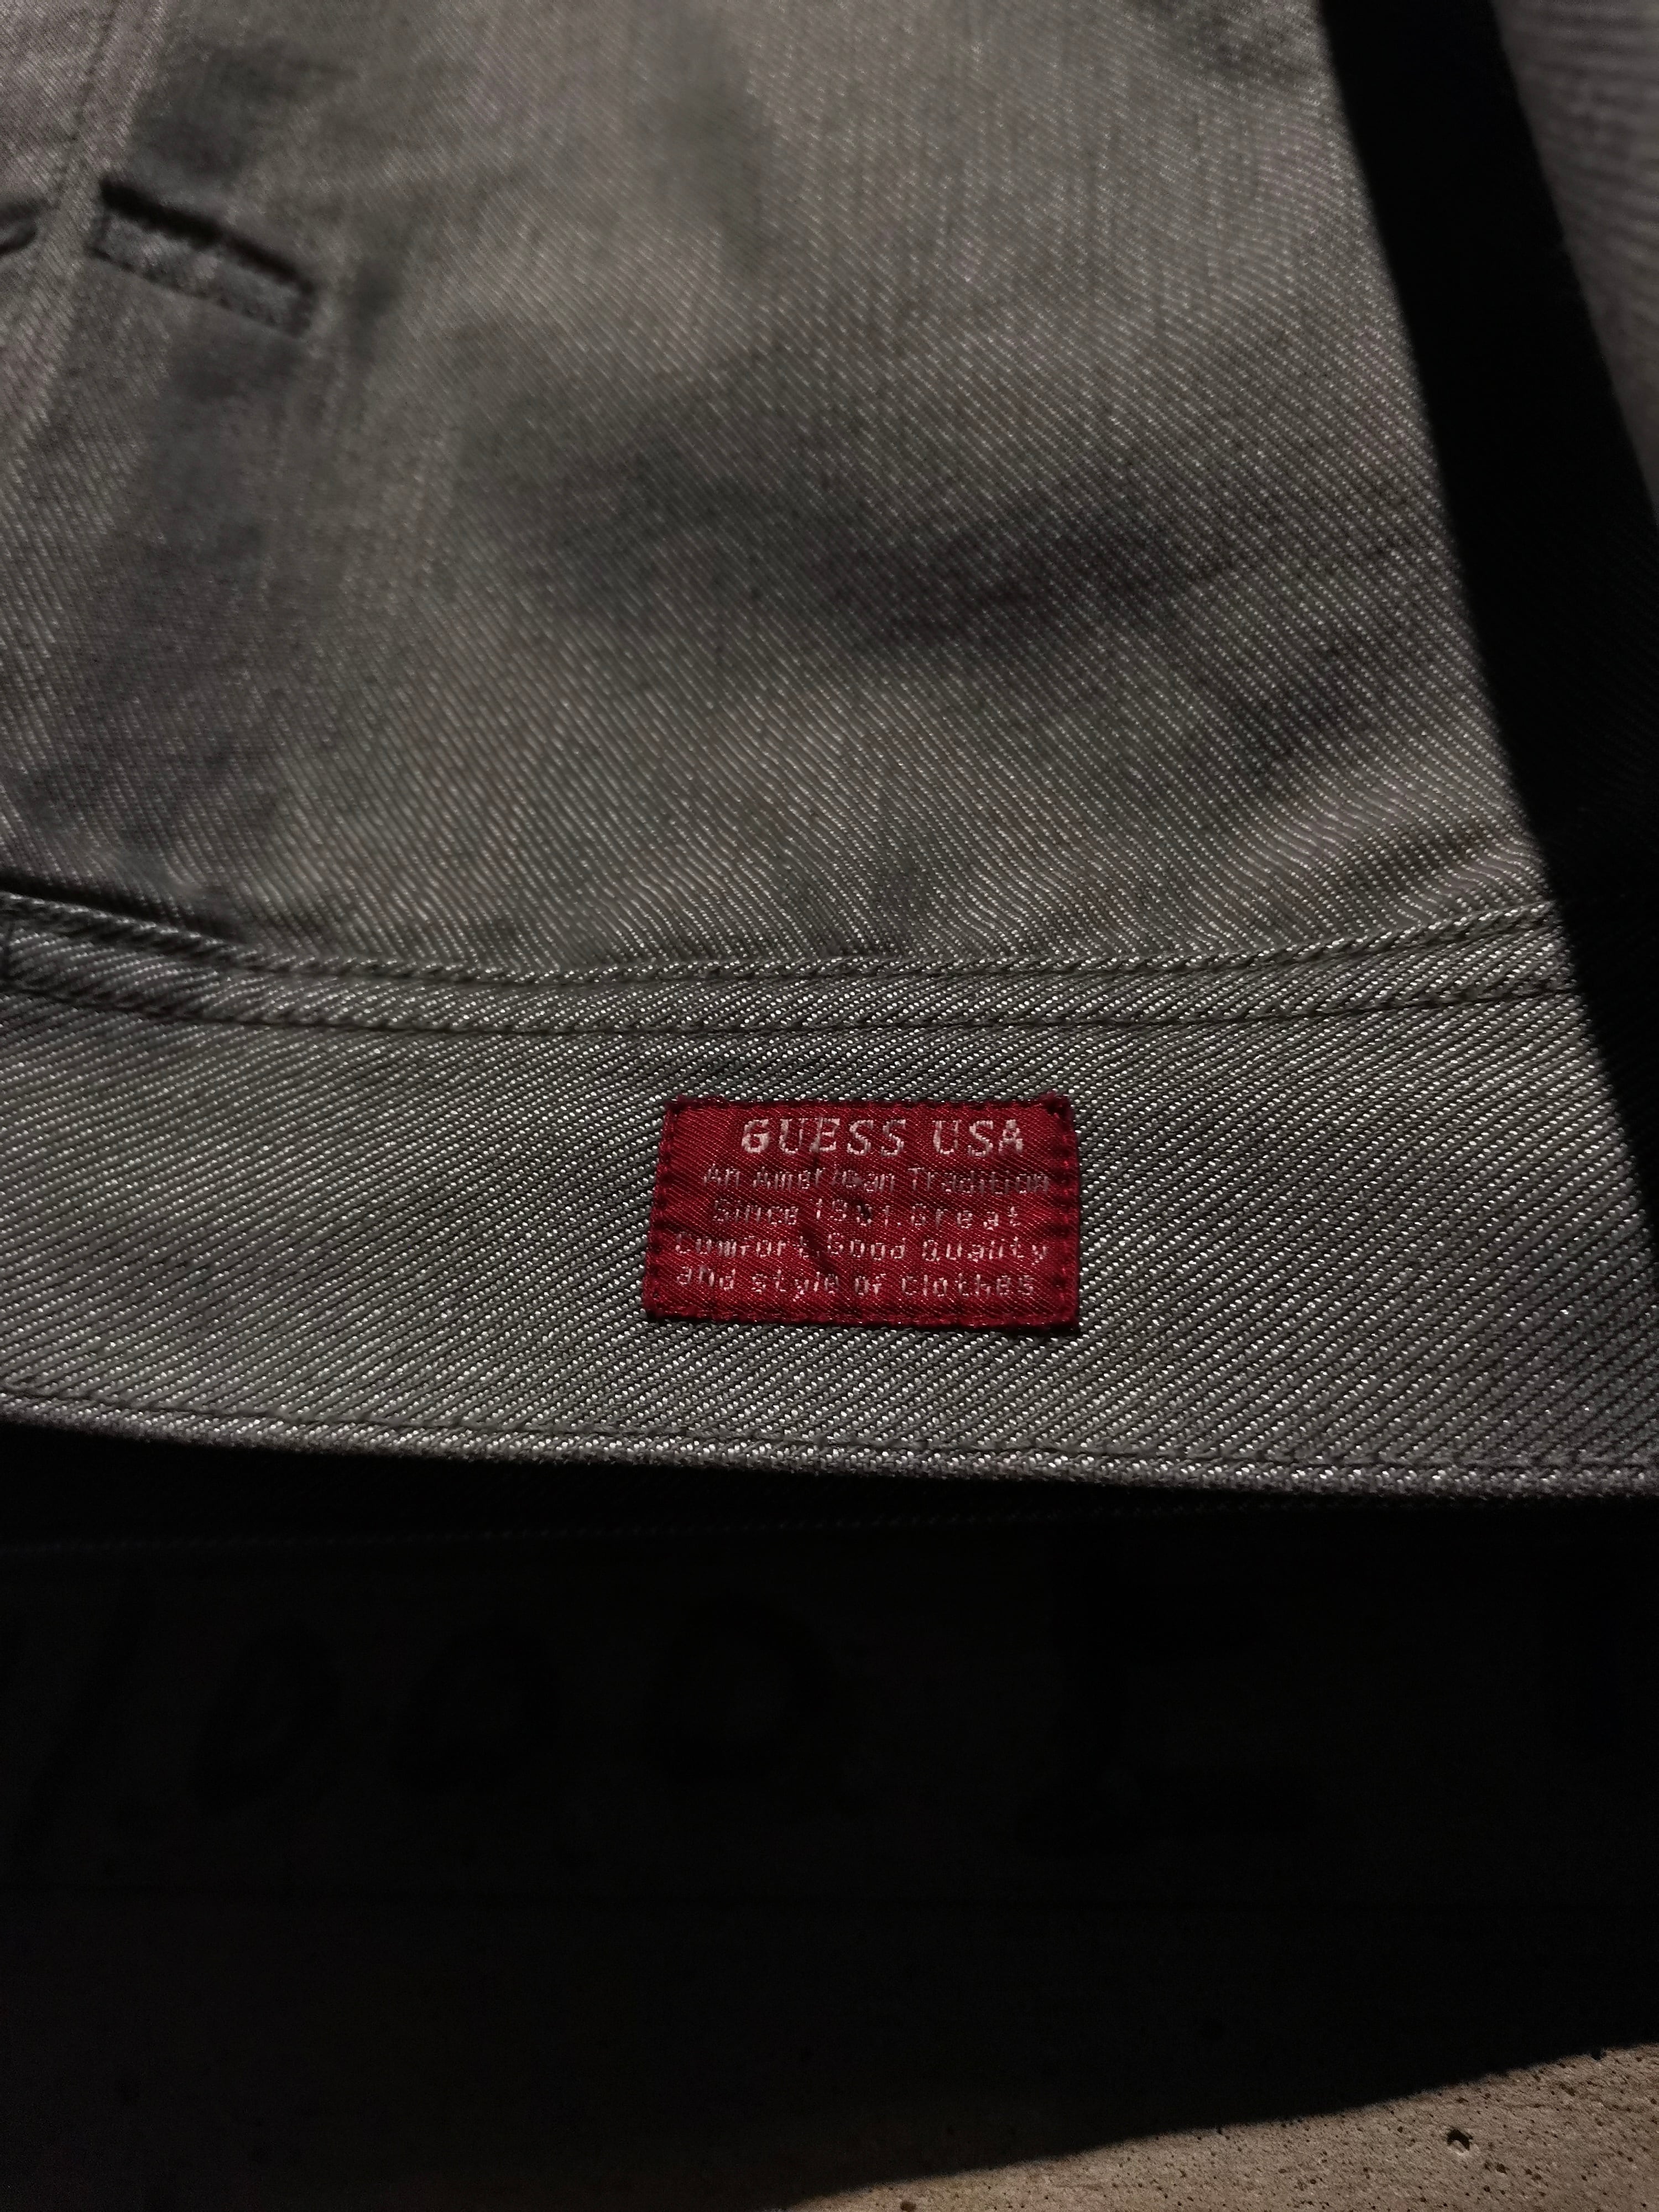 GUESS USA
An American Tradition
Since 1981. Great
Comfort, Good Quality
and style of clothes